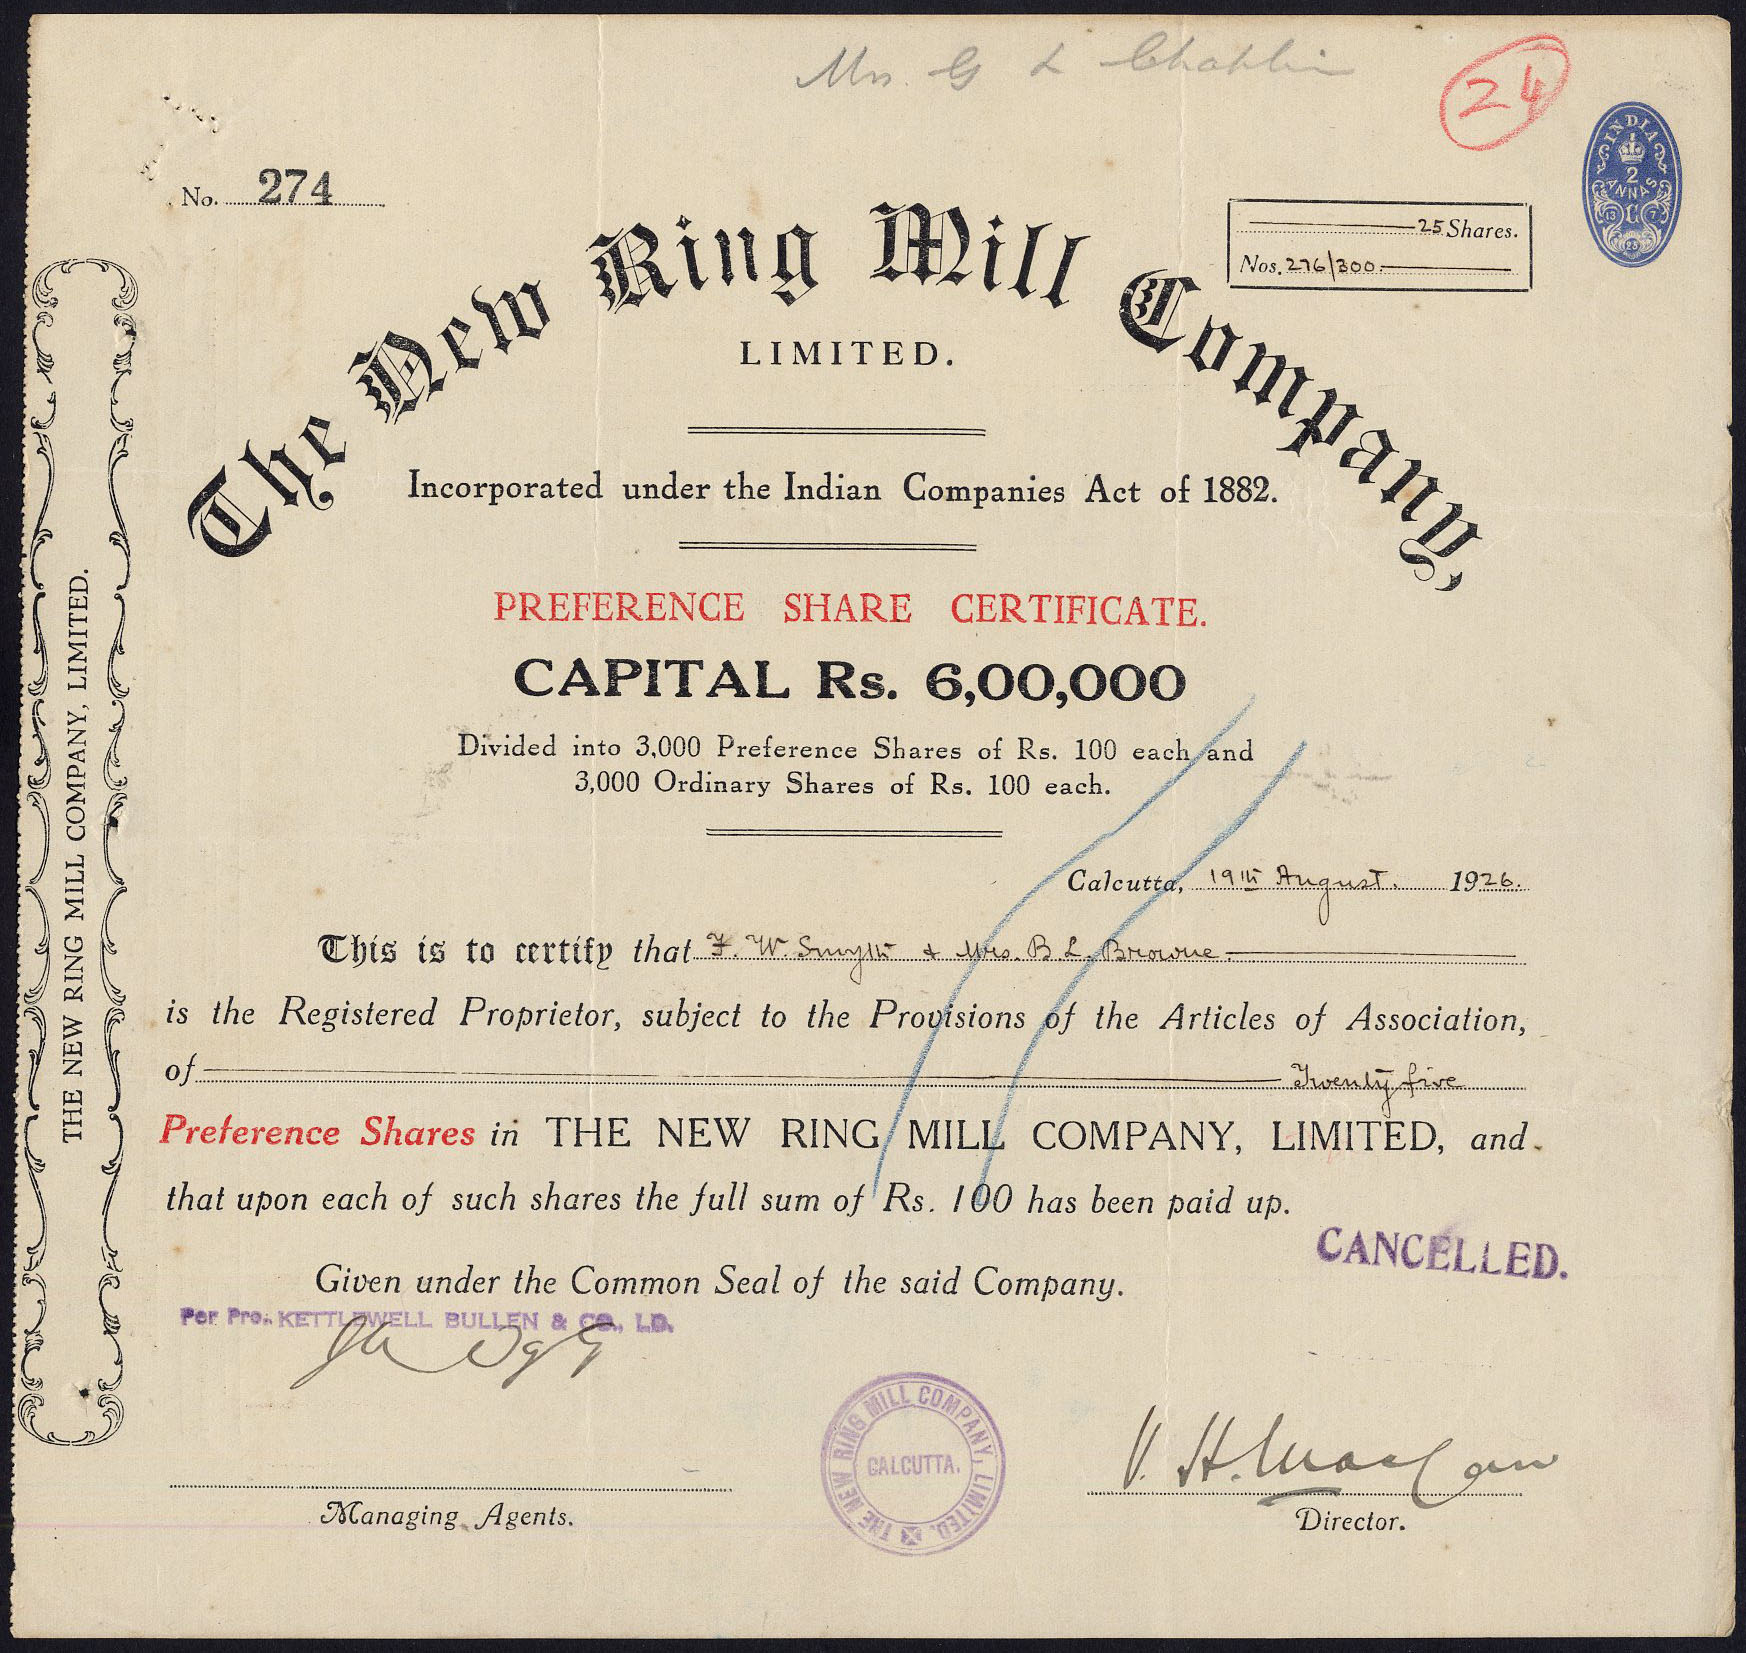 Mrs. G L Chaplin
24
INDIA
2
ANNAS
C
13 7
25
No. 274
25 Shares.
Nos. 276/300.
The New Ring Mill Company,
LIMITED.
Incorporated under the Indian Companies Act of 1882.
PREFERENCE SHARE CERTIFICATE.
CAPITAL Rs. 6,00,000
Divided into 3,000 Preference Shares of Rs. 100 each and
3,000 Ordinary Shares of Rs. 100 each.
Calcutta, 19th August. 1926.
This is to certify that F. W. Smyth & Mrs. B. L. Browne
is the Registered Proprietor, subject to the Provisions of the Articles of Association,
of Twenty five
Preference Shares in THE NEW RING MILL COMPANY, LIMITED, and
that upon each of such shares the full sum of Rs. 100 has been paid up.
CANCELLED.
Given under the Common Seal of the said Company.
Per Pro. KETTLEWELL BULLEN & CO., LD.
THE NEW RING MILL COMPANY, LIMITED.
CALCUTTA.
Managing Agents.
Director.
THE NEW RING MILL COMPANY, LIMITED.